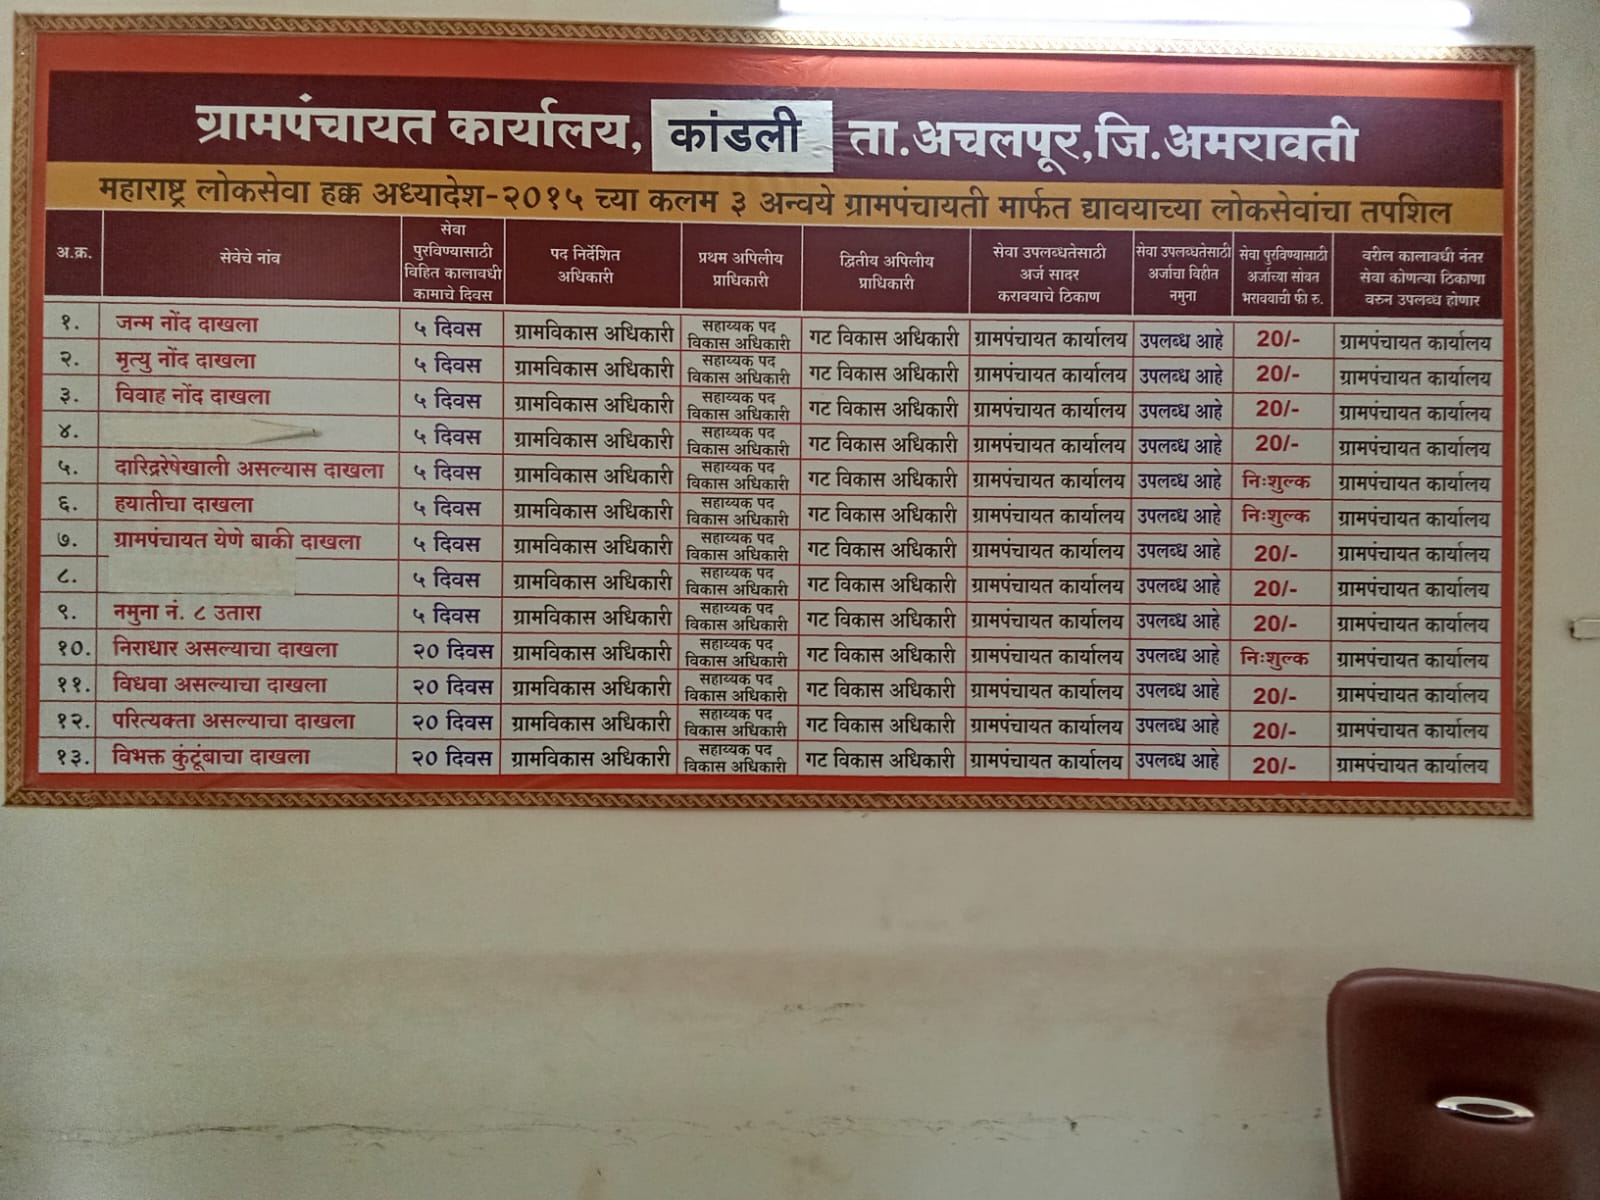 ग्रामपंचायत कार्यालय, कांडली ता.अचलपूर,जि.अमरावती
महाराष्ट्र लोकसेवा हक्क अध्यादेश-२०१५ च्या कलम ३ अन्वये ग्रामपंचायती मार्फत द्यावयाच्या लोकसेवांचा तपशिल
अ.क्र. सेवेचे नांव सेवा पुरविण्यासाठी विहित कालावधी कामाचे दिवस पद निर्देशित अधिकारी प्रथम अपिलीय प्राधिकारी द्वितीय अपिलीय प्राधिकारी सेवा उपलब्धतेसाठी अर्ज सादर करावयाचे ठिकाण सेवा उपलब्धतेसाठी अर्जाचा विहीत नमुना सेवा पुरविण्यासाठी अर्जाच्या सोबत भरावयाची फी रु. वरील कालावधी नंतर सेवा कोणत्या ठिकाणा वरुन उपलब्ध होणार
१. जन्म नोंद दाखला ५ दिवस ग्रामविकास अधिकारी सहाय्यक पद विकास अधिकारी गट विकास अधिकारी ग्रामपंचायत कार्यालय उपलब्ध आहे 20/- ग्रामपंचायत कार्यालय
२. मृत्यु नोंद दाखला ५ दिवस ग्रामविकास अधिकारी सहाय्यक पद विकास अधिकारी गट विकास अधिकारी ग्रामपंचायत कार्यालय उपलब्ध आहे 20/- ग्रामपंचायत कार्यालय
३. विवाह नोंद दाखला ५ दिवस ग्रामविकास अधिकारी सहाय्यक पद विकास अधिकारी गट विकास अधिकारी ग्रामपंचायत कार्यालय उपलब्ध आहे 20/- ग्रामपंचायत कार्यालय
४. ५ दिवस ग्रामविकास अधिकारी सहाय्यक पद विकास अधिकारी गट विकास अधिकारी ग्रामपंचायत कार्यालय उपलब्ध आहे 20/- ग्रामपंचायत कार्यालय
५. दारिद्ररेषेखाली असल्यास दाखला ५ दिवस ग्रामविकास अधिकारी सहाय्यक पद विकास अधिकारी गट विकास अधिकारी ग्रामपंचायत कार्यालय उपलब्ध आहे निःशुल्क ग्रामपंचायत कार्यालय
६. हयातीचा दाखला ५ दिवस ग्रामविकास अधिकारी सहाय्यक पद विकास अधिकारी गट विकास अधिकारी ग्रामपंचायत कार्यालय उपलब्ध आहे निःशुल्क ग्रामपंचायत कार्यालय
७. ग्रामपंचायत येणे बाकी दाखला ५ दिवस ग्रामविकास अधिकारी सहाय्यक पद विकास अधिकारी गट विकास अधिकारी ग्रामपंचायत कार्यालय उपलब्ध आहे 20/- ग्रामपंचायत कार्यालय
८. ५ दिवस ग्रामविकास अधिकारी सहाय्यक पद विकास अधिकारी गट विकास अधिकारी ग्रामपंचायत कार्यालय उपलब्ध आहे 20/- ग्रामपंचायत कार्यालय
९. नमुना नं. ८ उतारा ५ दिवस ग्रामविकास अधिकारी सहाय्यक पद विकास अधिकारी गट विकास अधिकारी ग्रामपंचायत कार्यालय उपलब्ध आहे 20/- ग्रामपंचायत कार्यालय
१०. निराधार असल्याचा दाखला २० दिवस ग्रामविकास अधिकारी सहाय्यक पद विकास अधिकारी गट विकास अधिकारी ग्रामपंचायत कार्यालय उपलब्ध आहे निःशुल्क ग्रामपंचायत कार्यालय
११. विधवा असल्याचा दाखला २० दिवस ग्रामविकास अधिकारी सहाय्यक पद विकास अधिकारी गट विकास अधिकारी ग्रामपंचायत कार्यालय उपलब्ध आहे 20/- ग्रामपंचायत कार्यालय
१२. परित्यक्ता असल्याचा दाखला २० दिवस ग्रामविकास अधिकारी सहाय्यक पद विकास अधिकारी गट विकास अधिकारी ग्रामपंचायत कार्यालय उपलब्ध आहे 20/- ग्रामपंचायत कार्यालय
१३. विभक्त कुंटूंबाचा दाखला २० दिवस ग्रामविकास अधिकारी सहाय्यक पद विकास अधिकारी गट विकास अधिकारी ग्रामपंचायत कार्यालय उपलब्ध आहे 20/- ग्रामपंचायत कार्यालय